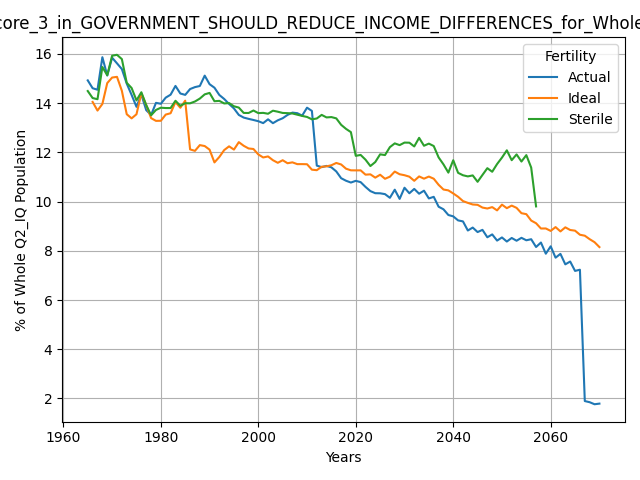 core_3_in_GOVERNMENT_SHOULD_REDUCE_INCOME_DIFFERENCES_for_Whole
16
14
12
10
8
6
4
2
% of Whole Q2_IQ Population
Fertility
Actual
Ideal
Sterile
1960
1980
2000
2020
2040
2060
Years